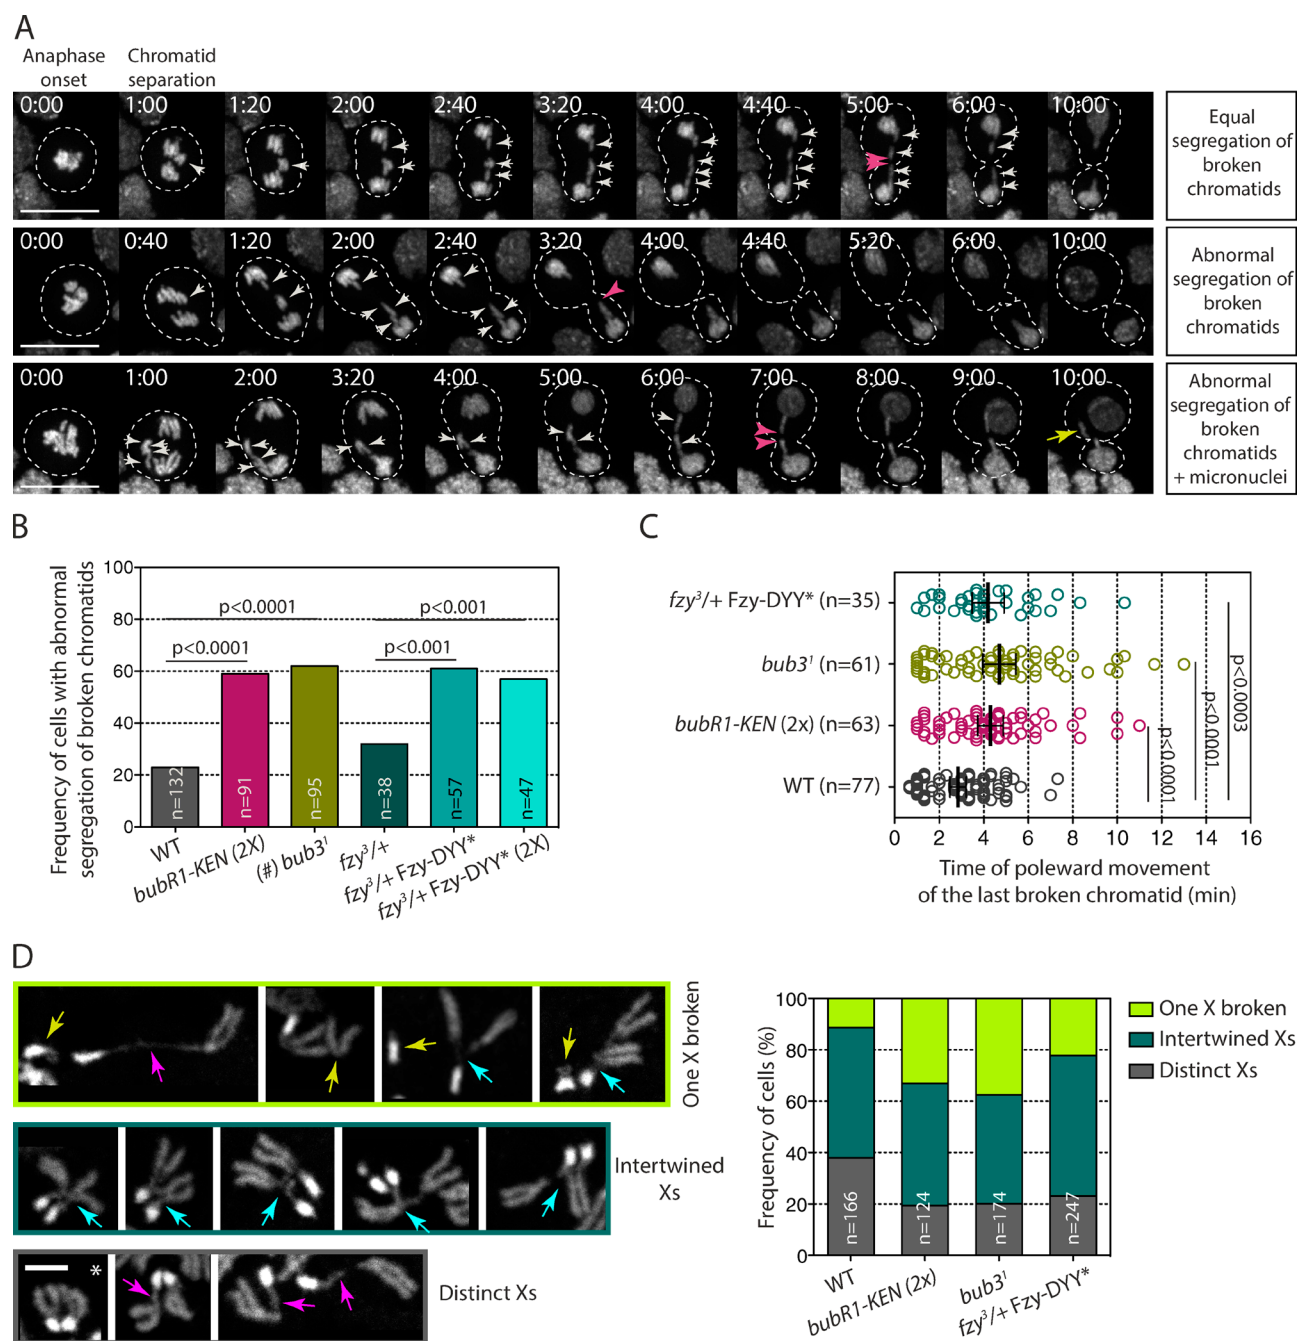 A
Anaphase
onset
Chromatid
separation
0:00 1:00 1:20 2:00 2:40 3:20 4:00 4:40 5:00 6:00 10:00
Equal
segregation of
broken
chromatids
0:00 0:40 1:20 2:00 2:40 3:20 4:00 4:40 5:20 6:00 10:00
Abnormal
segregation of
broken
chromatids
0:00 1:00 2:00 3:20 4:00 5:00 6:00 7:00 8:00 9:00 10:00
Abnormal
segregation of
broken
chromatids
+ micronuclei
B
Frequency of cells with abnormal
segregation of broken chromatids
100
80
60
40
20
0
p<0.0001
p<0.0001
p<0.001
p<0.001
n=132
n=91
n=95
n=38
n=57
n=47
WT
bubR1-KEN (2X)
(#) bub3¹
fzy³/+
fzy³/+ Fzy-DYY*
fzy³/+ Fzy-DYY* (2X)
C
fzy³/+ Fzy-DYY* (n=35)
bub3¹ (n=61)
bubR1-KEN (2x) (n=63)
WT (n=77)
p<0.0001
p<0.0001
p<0.0003
0 2 4 6 8 10 12 14 16
Time of poleward movement
of the last broken chromatid (min)
D
One X broken
Intertwined
Xs
*
Distinct Xs
Frequency of cells (%)
100
80
60
40
20
0
n=166
n=124
n=174
n=247
WT
bubR1-KEN (2x)
bub3¹
fzy³/+ Fzy-DYY*
One X broken
Intertwined Xs
Distinct Xs